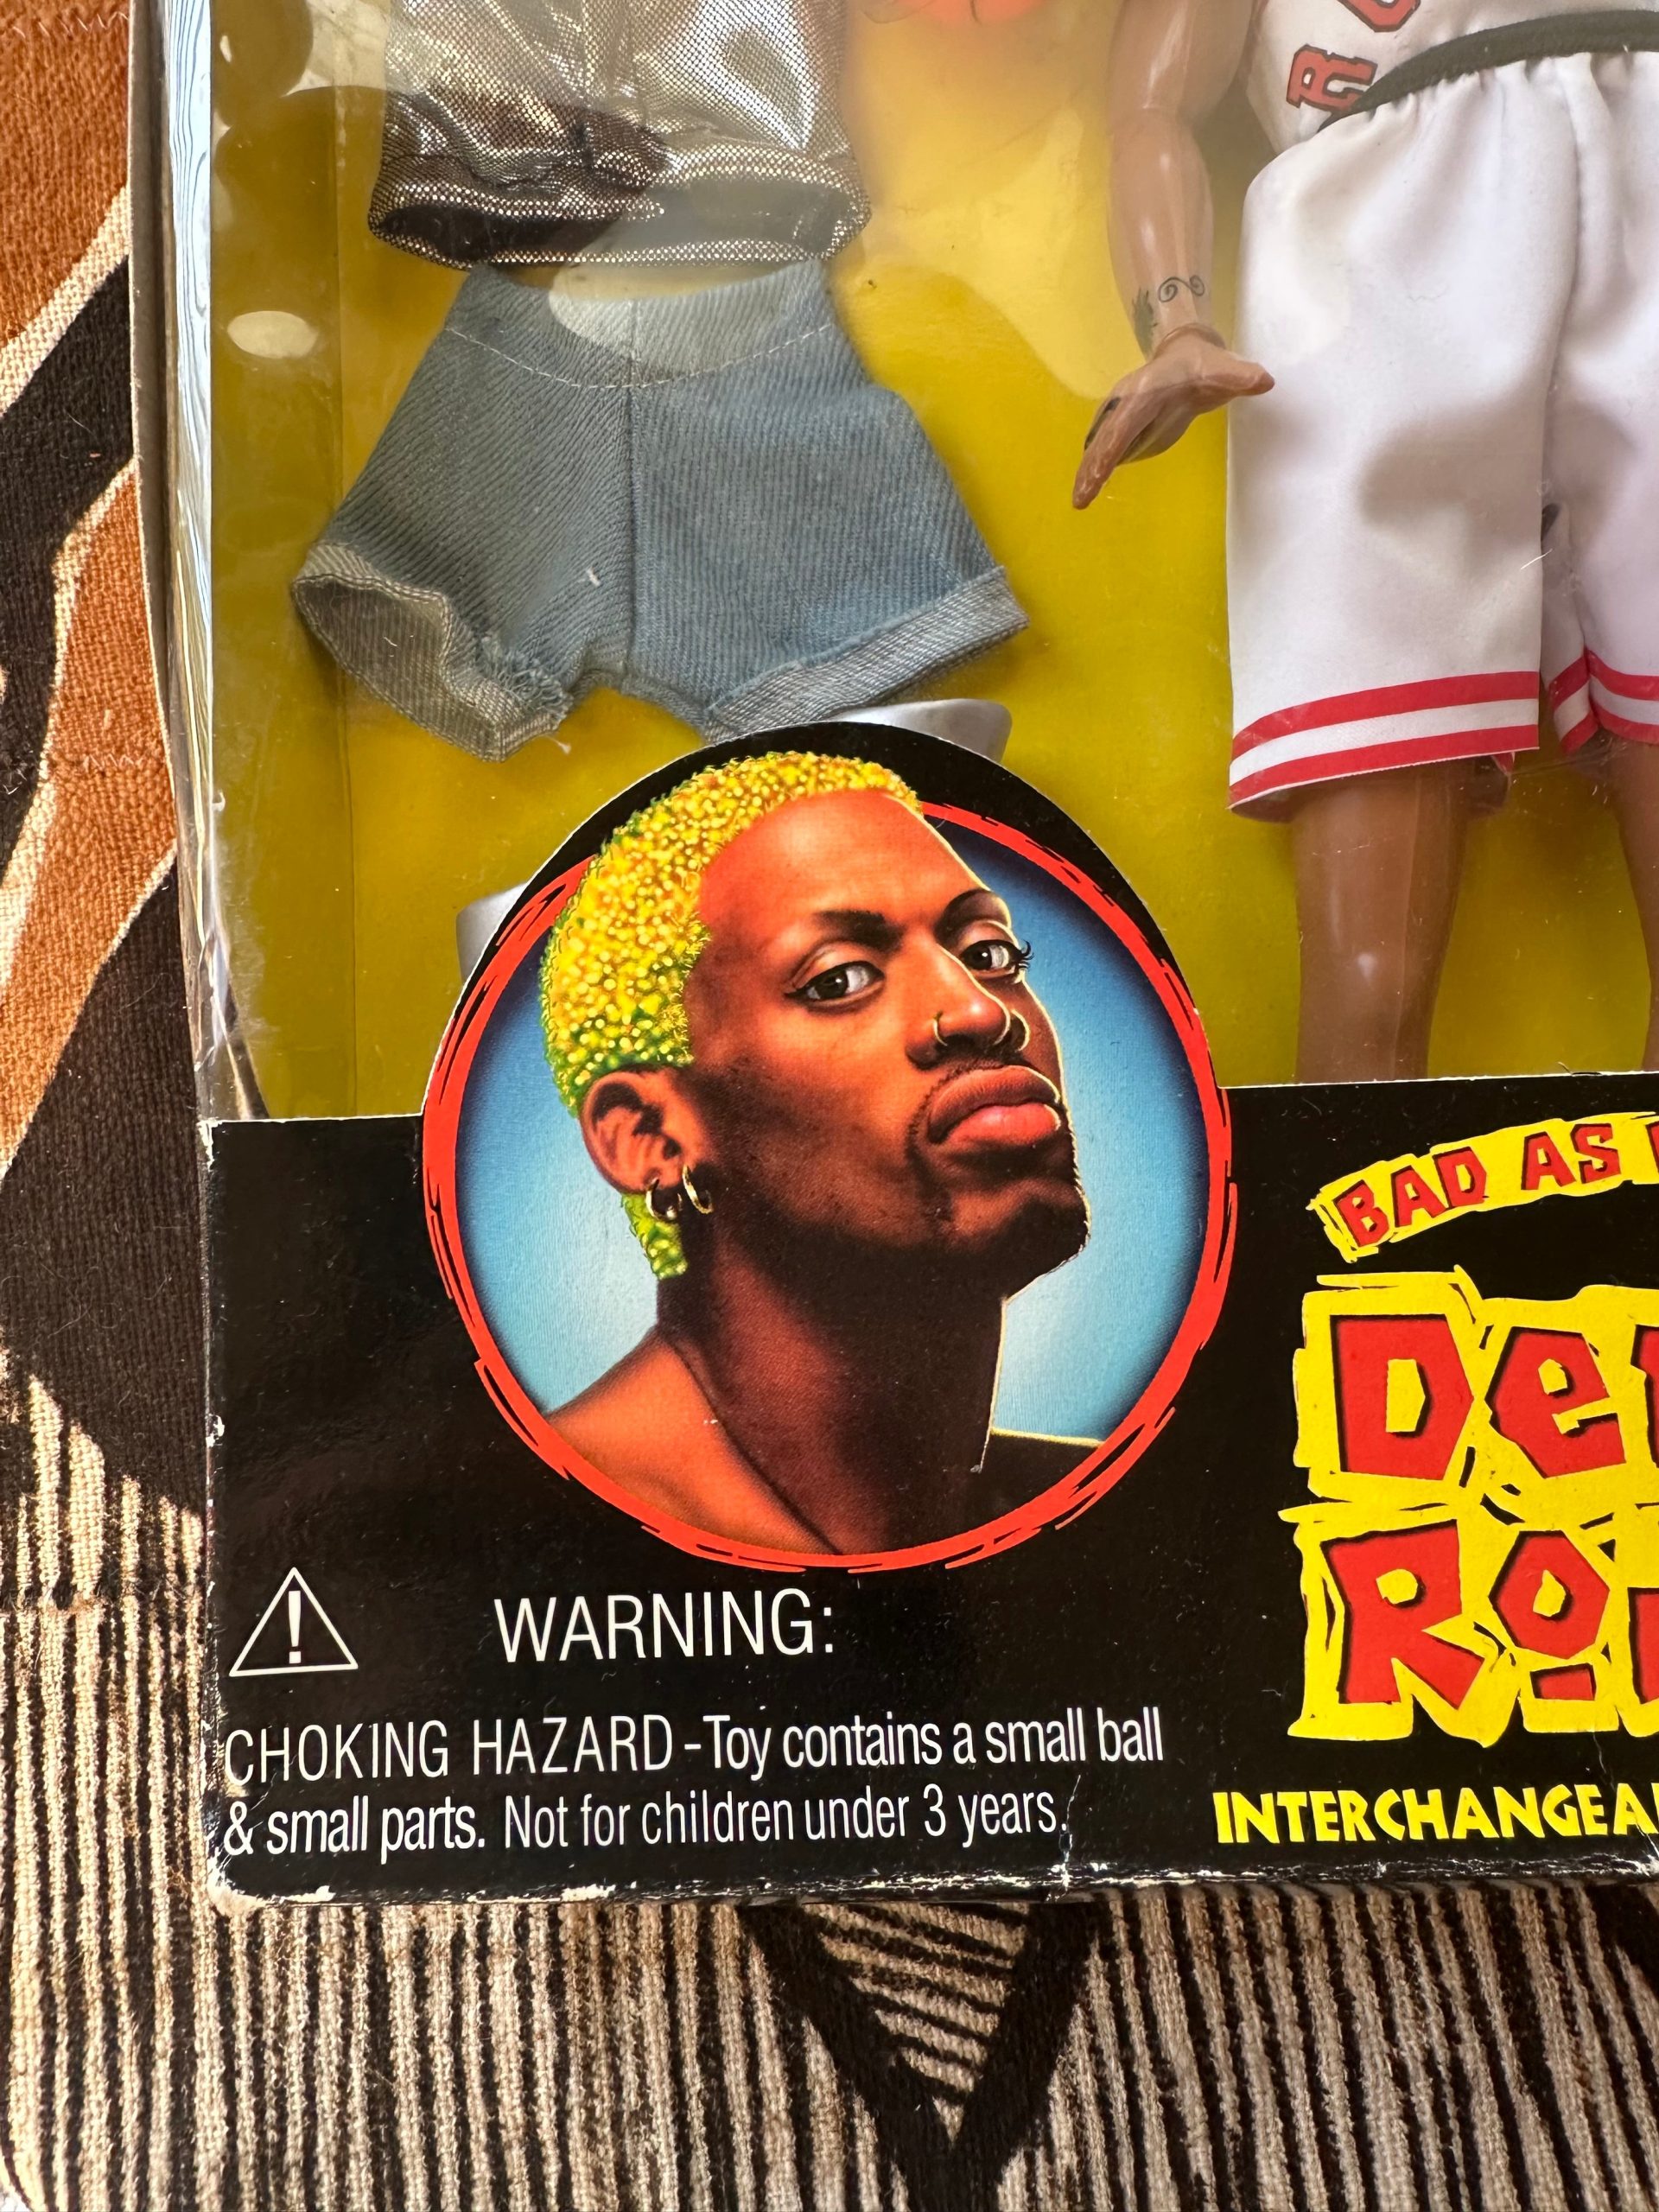 BAD AS
De
Ro
WARNING:
CHOKING HAZARD - Toy contains a small ball
& small parts. Not for children under 3 years.
INTERCHANGEA